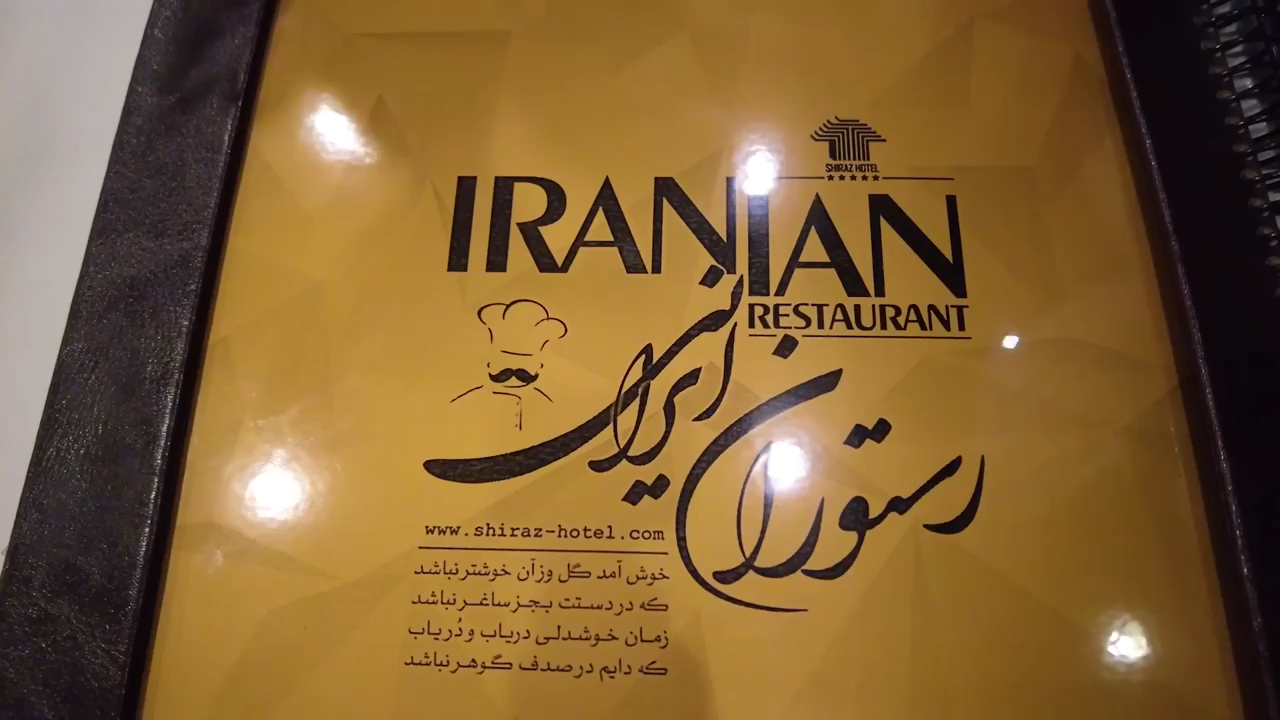 SHIRAZ HOTEL
IRANIAN
RESTAURANT
رستوران ایرانی
www.shiraz-hotel.com
خوش آمد گل وزآن خوشتر نباشد
که در دستت بجز ساغر نباشد
زمان خوشدلی دریاب و دُر یاب
که دایم در صدف گوهر نباشد